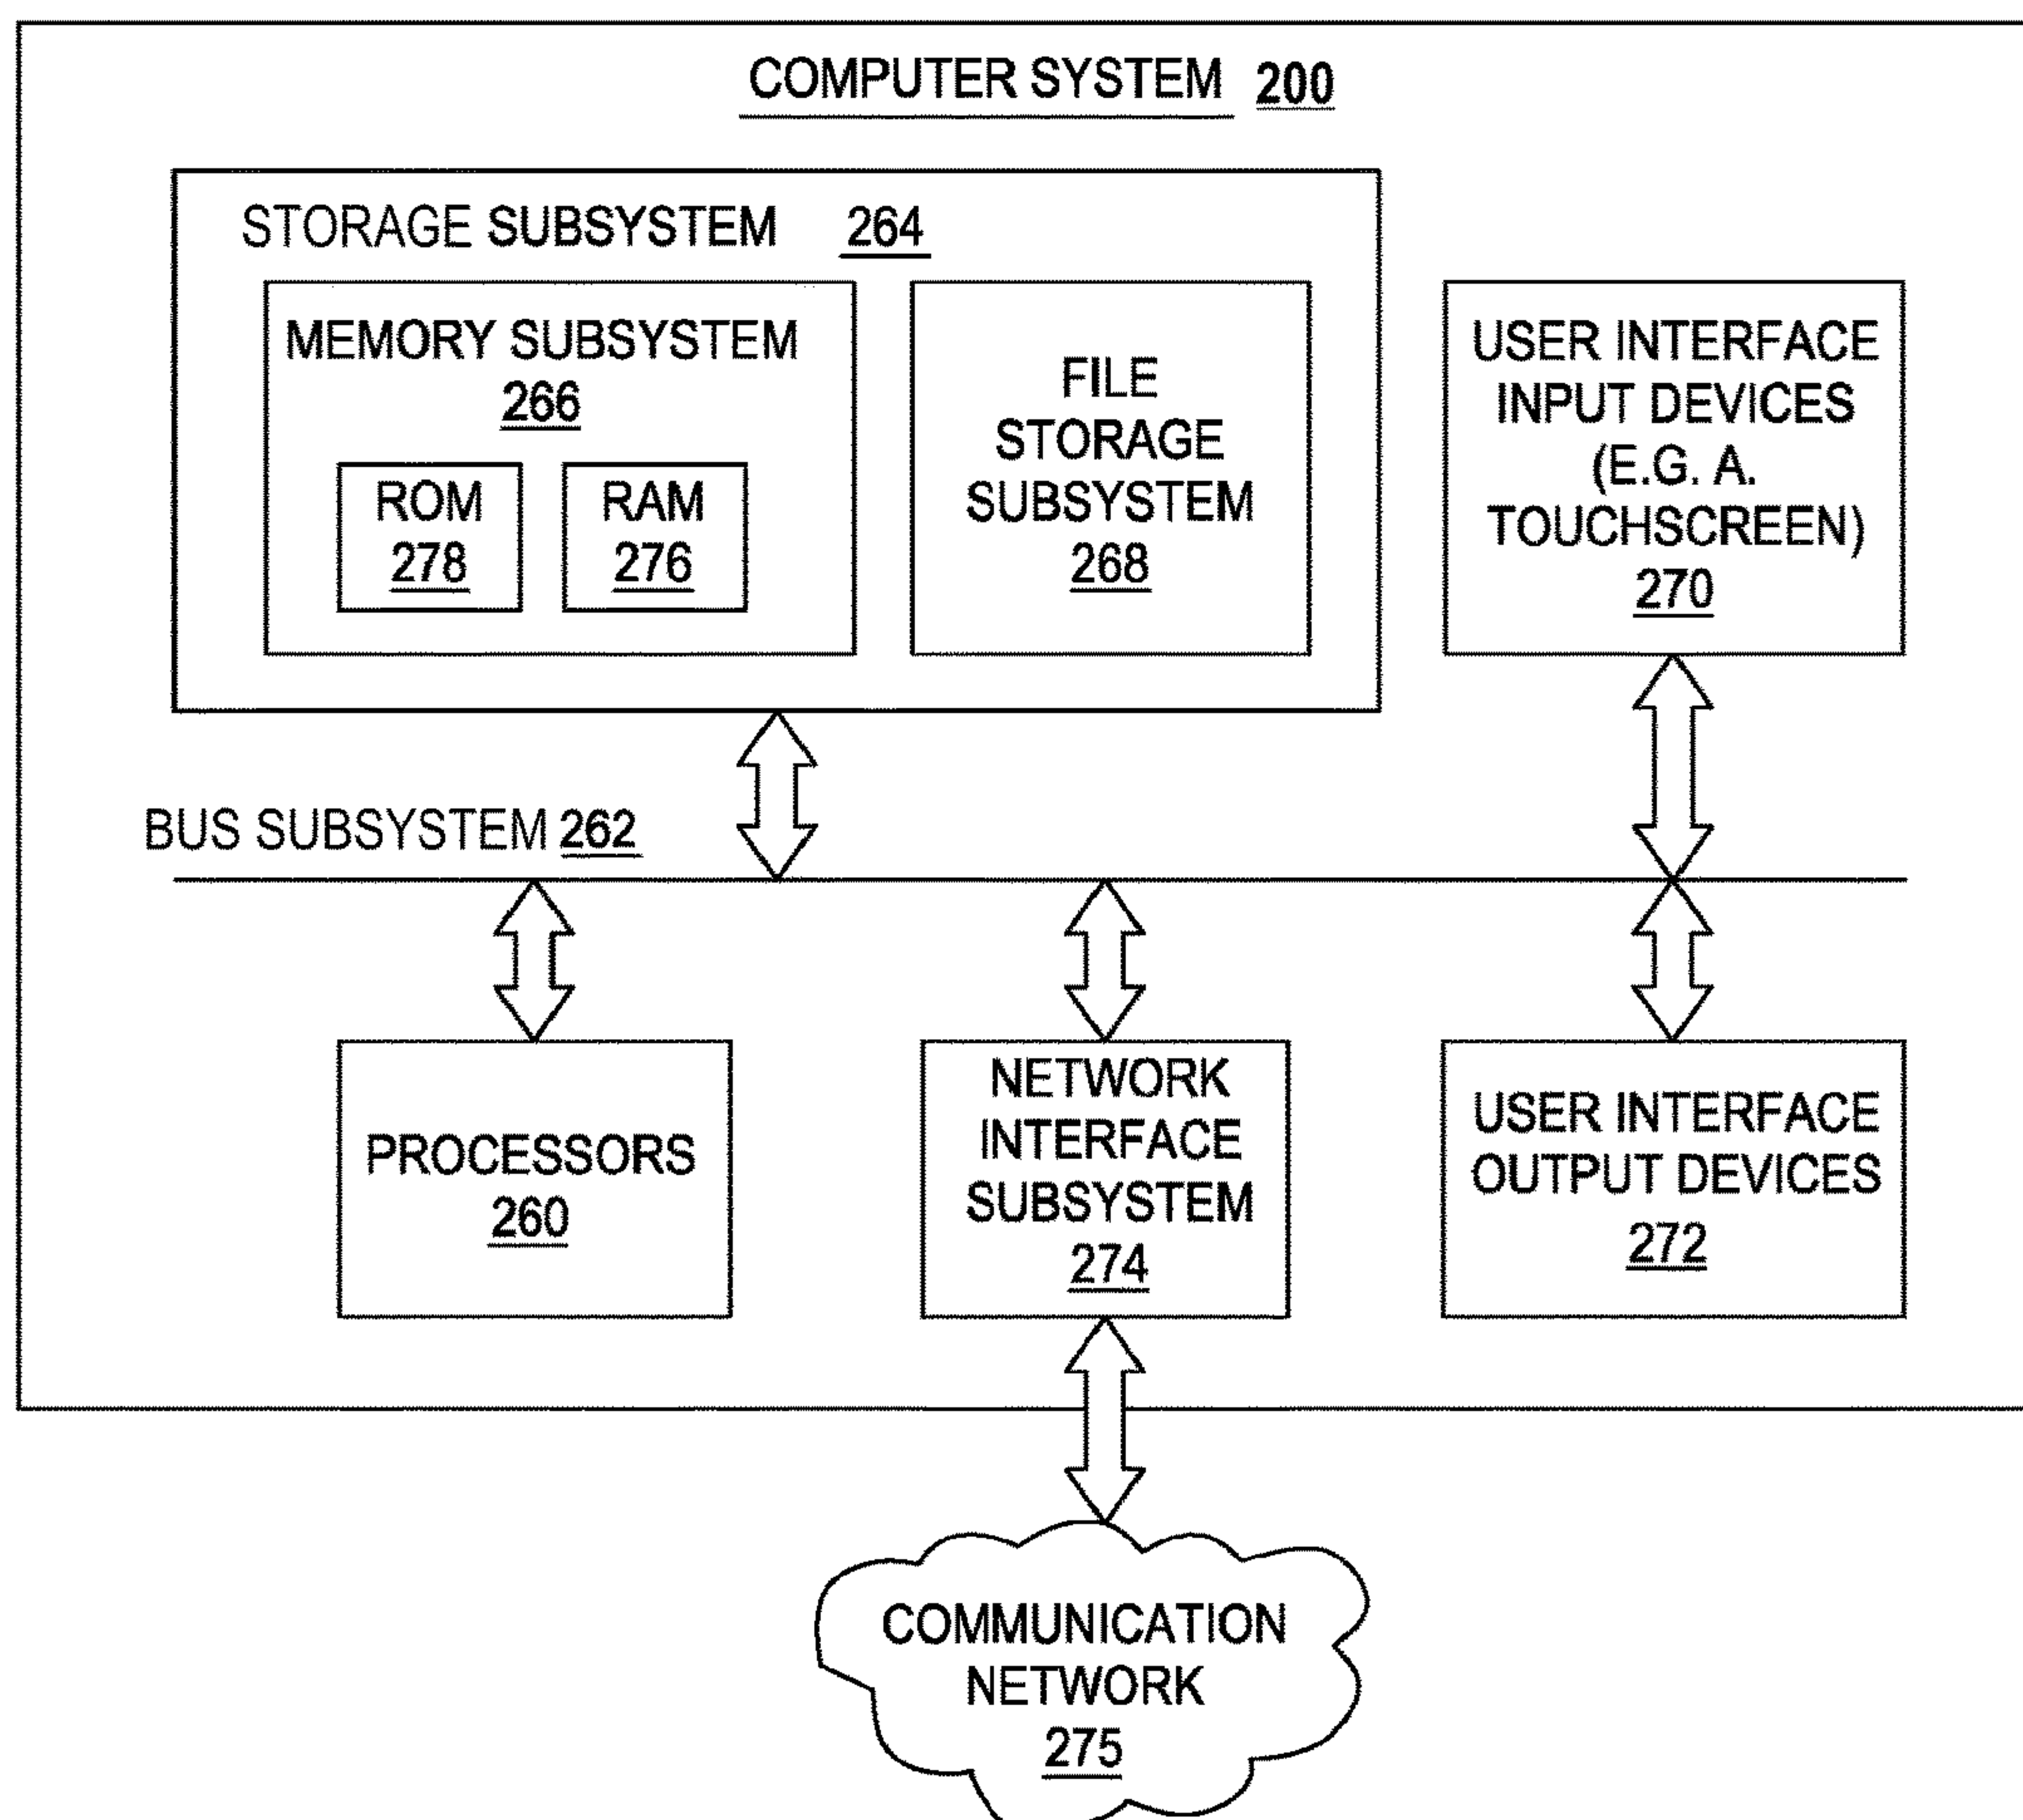 COMPUTER SYSTEM 200
STORAGE SUBSYSTEM 264
MEMORY SUBSYSTEM
266
ROM
278
RAM
276
FILE
STORAGE
SUBSYSTEM
268
USER INTERFACE
INPUT DEVICES
(E.G. A.
TOUCHSCREEN)
270
BUS SUBSYSTEM 262
PROCESSORS
260
NETWORK
INTERFACE
SUBSYSTEM
274
USER INTERFACE
OUTPUT DEVICES
272
COMMUNICATION
NETWORK
275